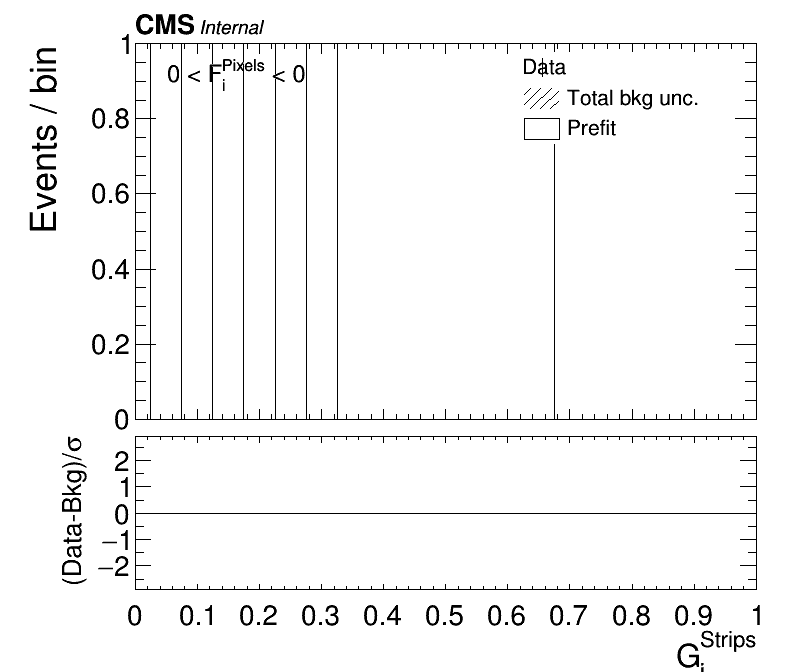 CMS Internal
Events / bin
1
0.8
0.6
0.4
0.2
0
0 < F_i^Pixels < 0
Data
Total bkg unc.
Prefit
(Data-Bkg)/σ
2
1
0
−1
−2
0 0.1 0.2 0.3 0.4 0.5 0.6 0.7 0.8 0.9 1
G_i^Strips